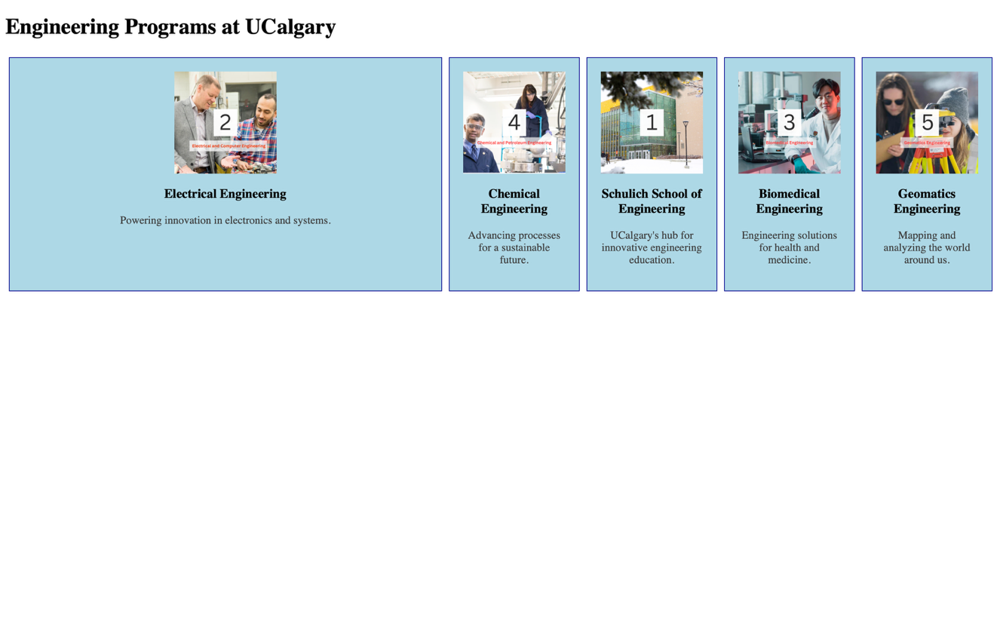 Engineering Programs at UCalgary
2
Electrical and Computer Engineering
Electrical Engineering
Powering innovation in electronics and systems.
4
Chemical and Petroleum Engineering
Chemical
Engineering
Advancing processes
for a sustainable
future.
1
Schulich School of
Engineering
UCalgary's hub for
innovative engineering
education.
3
Biomedical Engineering
Biomedical
Engineering
Engineering solutions
for health and
medicine.
5
Geomatics Engineering
Geomatics
Engineering
Mapping and
analyzing the world
around us.